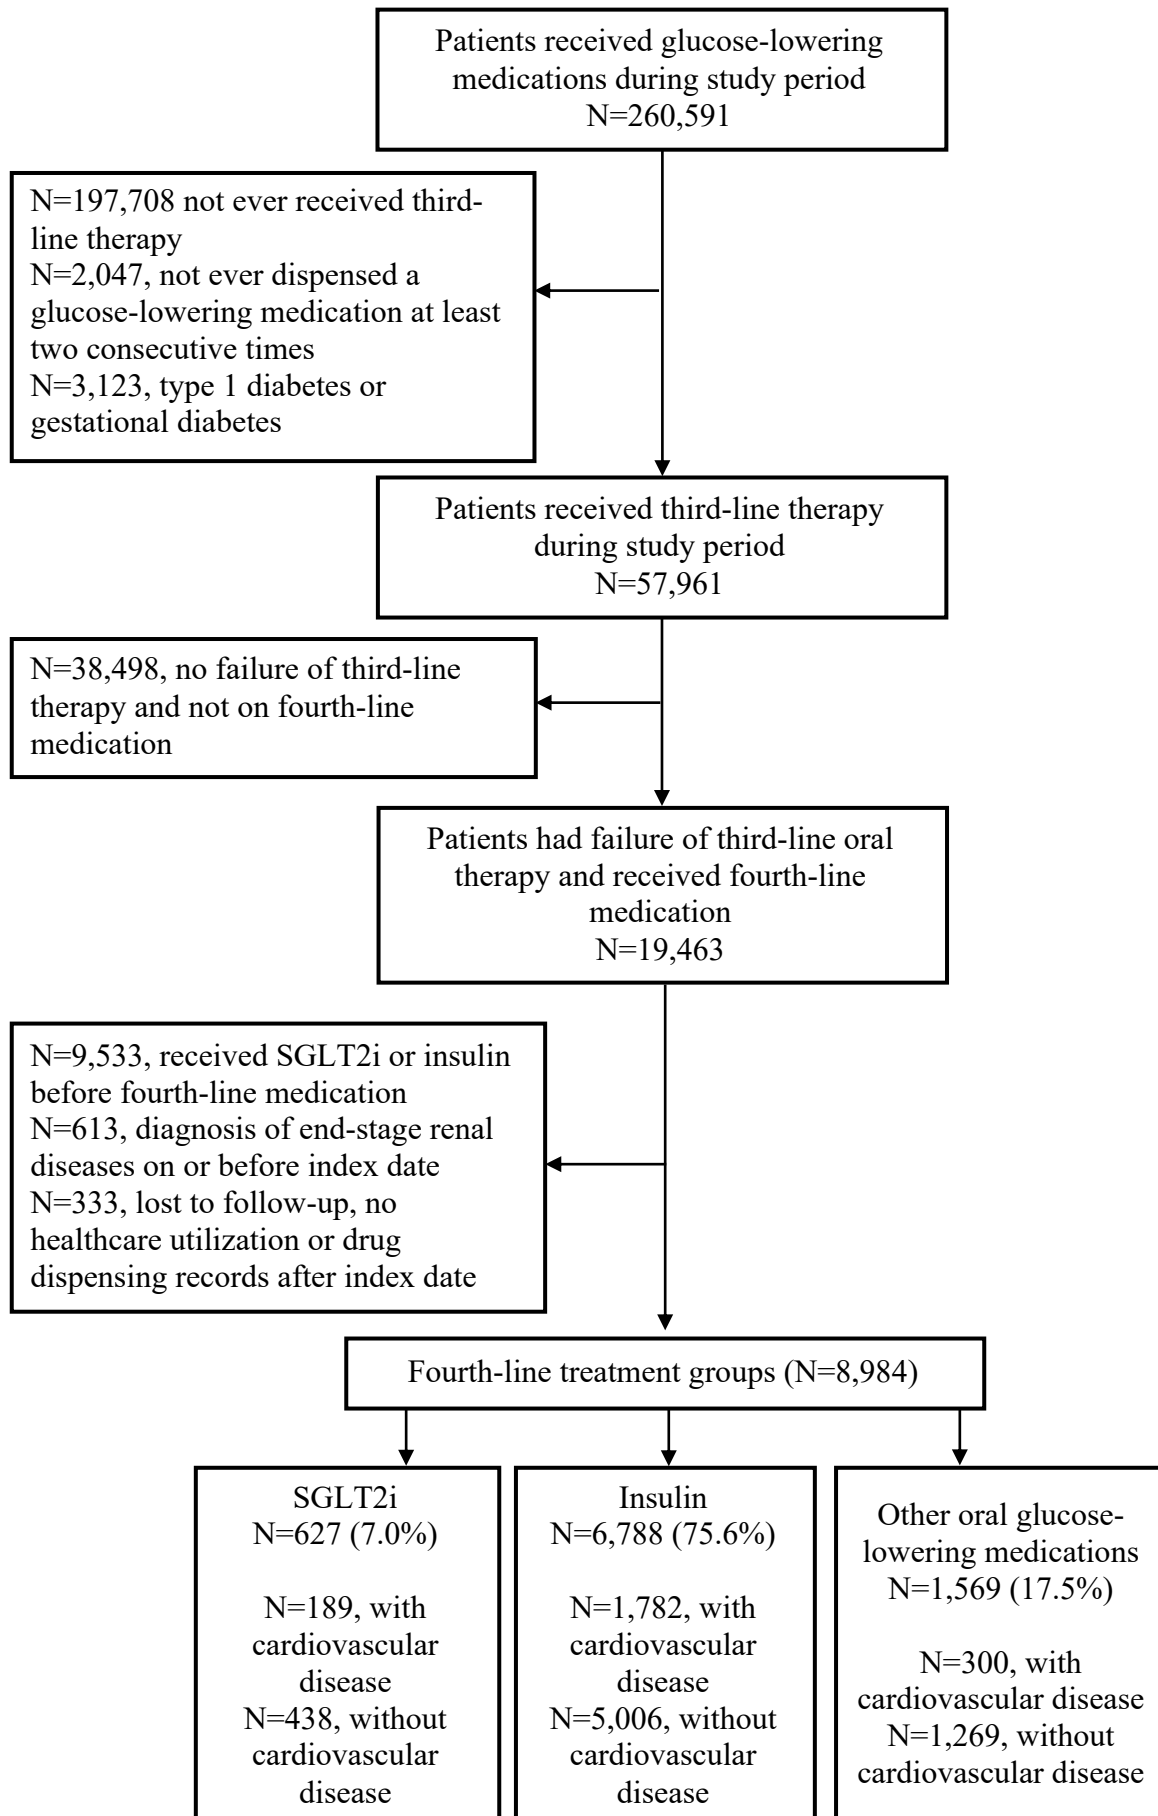 Patients received glucose-lowering
medications during study period
N=260,591
N=197,708 not ever received third-
line therapy
N=2,047, not ever dispensed a
glucose-lowering medication at least
two consecutive times
N=3,123, type 1 diabetes or
gestational diabetes
Patients received third-line therapy
during study period
N=57,961
N=38,498, no failure of third-line
therapy and not on fourth-line
medication
Patients had failure of third-line oral
therapy and received fourth-line
medication
N=19,463
N=9,533, received SGLT2i or insulin
before fourth-line medication
N=613, diagnosis of end-stage renal
diseases on or before index date
N=333, lost to follow-up, no
healthcare utilization or drug
dispensing records after index date
Fourth-line treatment groups (N=8,984)
SGLT2i
N=627 (7.0%)
N=189, with
cardiovascular
disease
N=438, without
cardiovascular
disease
Insulin
N=6,788 (75.6%)
N=1,782, with
cardiovascular
disease
N=5,006, without
cardiovascular
disease
Other oral glucose-
lowering medications
N=1,569 (17.5%)
N=300, with
cardiovascular disease
N=1,269, without
cardiovascular disease